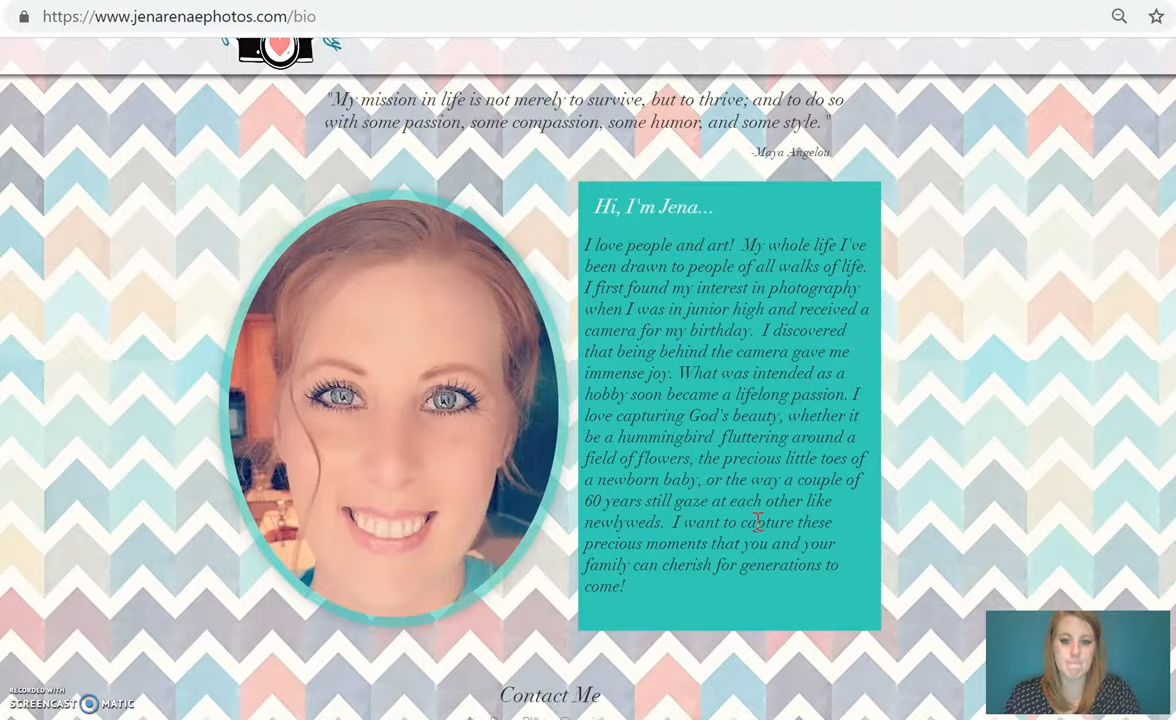 https://www.jenarenaephotos.com/bio
"My mission in life is not merely to survive, but to thrive; and to do so
with some passion, some compassion, some humor, and some style."
-Maya Angelou
Hi, I'm Jena...
I love people and art! My whole life I've
been drawn to people of all walks of life.
I first found my interest in photography
when I was in junior high and received a
camera for my birthday. I discovered
that being behind the camera gave me
immense joy. What was intended as a
hobby soon became a lifelong passion. I
love capturing God's beauty, whether it
be a hummingbird fluttering around a
field of flowers, the precious little toes of
a newborn baby, or the way a couple of
60 years still gaze at each other like
newlyweds. I want to capture these
precious moments that you and your
family can cherish for generations to
come!
Contact Me
RECORDED WITH
SCREENCAST MATIC